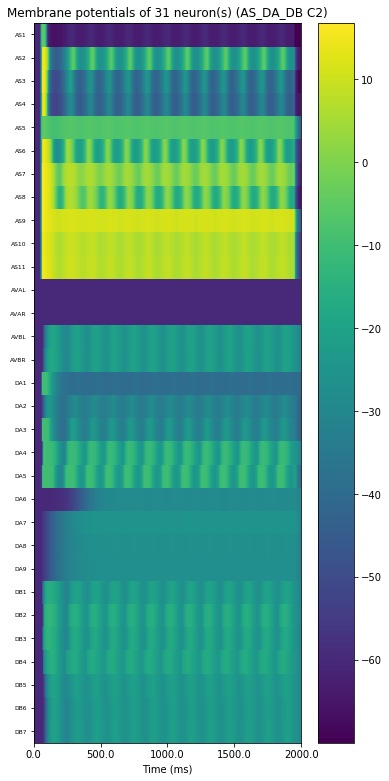 Membrane potentials of 31 neuron(s) (AS_DA_DB C2)
AS1
AS2
AS3
AS4
AS5
AS6
AS7
AS8
AS9
AS10
AS11
AVAL
AVAR
AVBL
AVBR
DA1
DA2
DA3
DA4
DA5
DA6
DA7
DA8
DA9
DB1
DB2
DB3
DB4
DB5
DB6
DB7
0.0 500.0 1000.0 1500.0 2000.0
Time (ms)
10
0
−10
−20
−30
−40
−50
−60